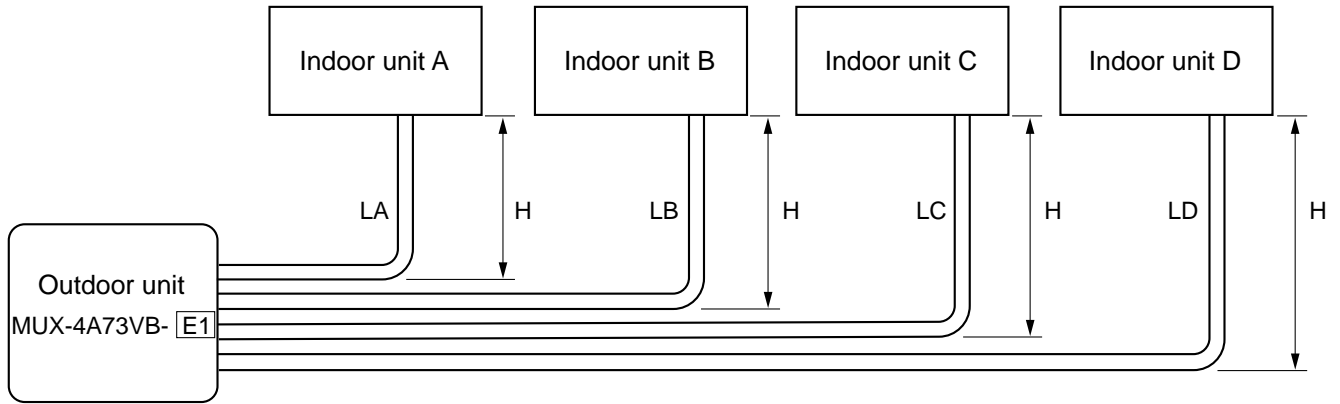 Indoor unit A
Indoor unit B
Indoor unit C
Indoor unit D
LA
H
LB
H
LC
H
LD
H
Outdoor unit
MUX-4A73VB- E1